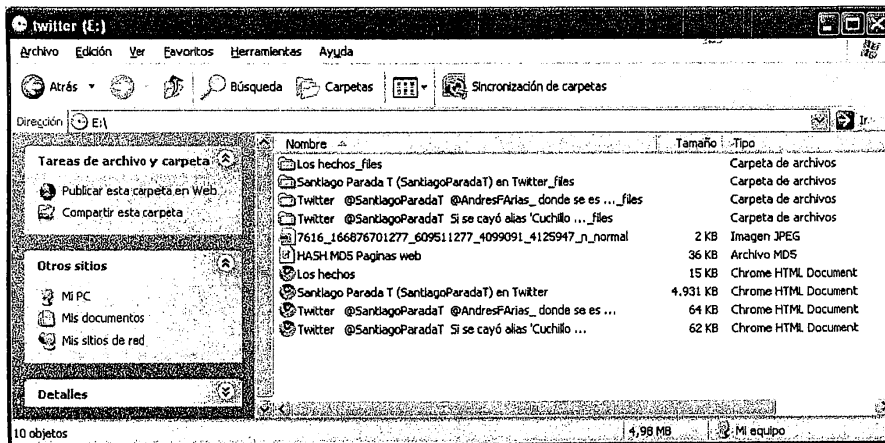 twitter (E:)
Archivo Edición Ver Favoritos Herramientas Ayuda
Atrás Búsqueda Carpetas Sincronización de carpetas
Dirección E:\ Ir
Tareas de archivo y carpeta
Publicar esta carpeta en Web
Compartir esta carpeta
Otros sitios
Mi PC
Mis documentos
Mis sitios de red
Detalles
Nombre Tamaño Tipo
Los hechos_files Carpeta de archivos
Santiago Parada T (SantiagoParadaT) en Twitter_files Carpeta de archivos
Twitter @SantiagoParadaT @AndresFArias_ donde se es ..._files Carpeta de archivos
Twitter @SantiagoParadaT Si se cayó alias 'Cuchillo ..._files Carpeta de archivos
7616_166876701277_609511277_4099091_4125947_n_normal 2 KB Imagen JPEG
HASH MD5 Paginas web 36 KB Archivo MD5
Los hechos 15 KB Chrome HTML Document
Santiago Parada T (SantiagoParadaT) en Twitter 4.931 KB Chrome HTML Document
Twitter @SantiagoParadaT @AndresFArias_ donde se es ... 64 KB Chrome HTML Document
Twitter @SantiagoParadaT Si se cayó alias 'Cuchillo ... 62 KB Chrome HTML Document
10 objetos 4,98 MB Mi equipo